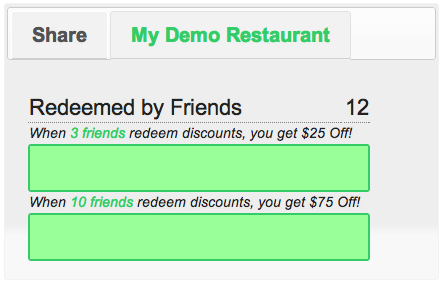 Share
My Demo Restaurant
Redeemed by Friends 12
When 3 friends redeem discounts, you get $25 Off!
When 10 friends redeem discounts, you get $75 Off!